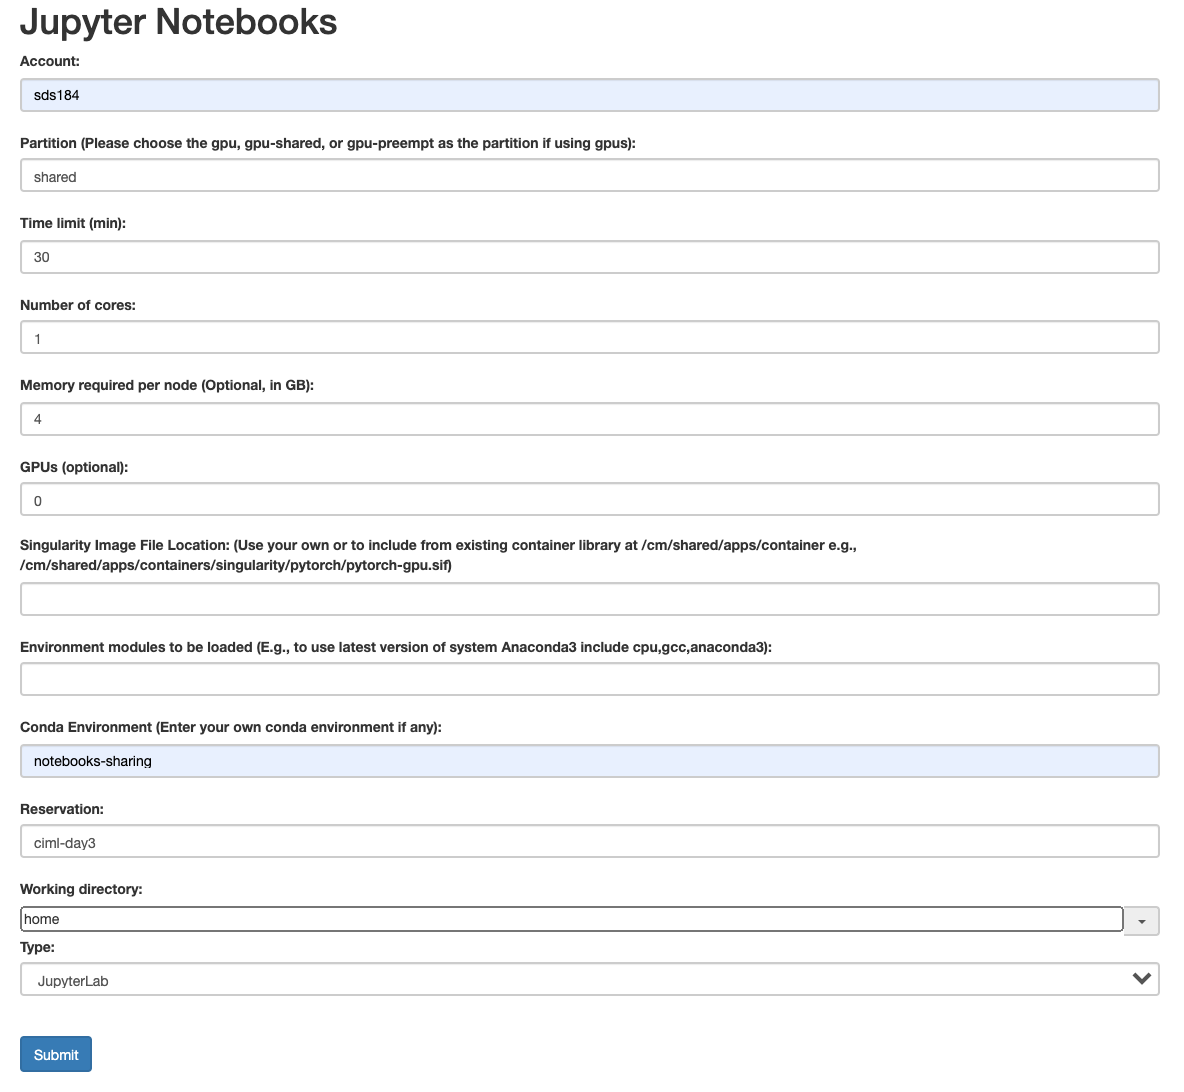 Jupyter Notebooks
Account:
sds184
Partition (Please choose the gpu, gpu-shared, or gpu-preempt as the partition if using gpus):
shared
Time limit (min):
30
Number of cores:
1
Memory required per node (Optional, in GB):
4
GPUs (optional):
0
Singularity Image File Location: (Use your own or to include from existing container library at /cm/shared/apps/container e.g.,
/cm/shared/apps/containers/singularity/pytorch/pytorch-gpu.sif)
Environment modules to be loaded (E.g., to use latest version of system Anaconda3 include cpu,gcc,anaconda3):
Conda Environment (Enter your own conda environment if any):
notebooks-sharing
Reservation:
ciml-day3
Working directory:
home
Type:
JupyterLab
Submit